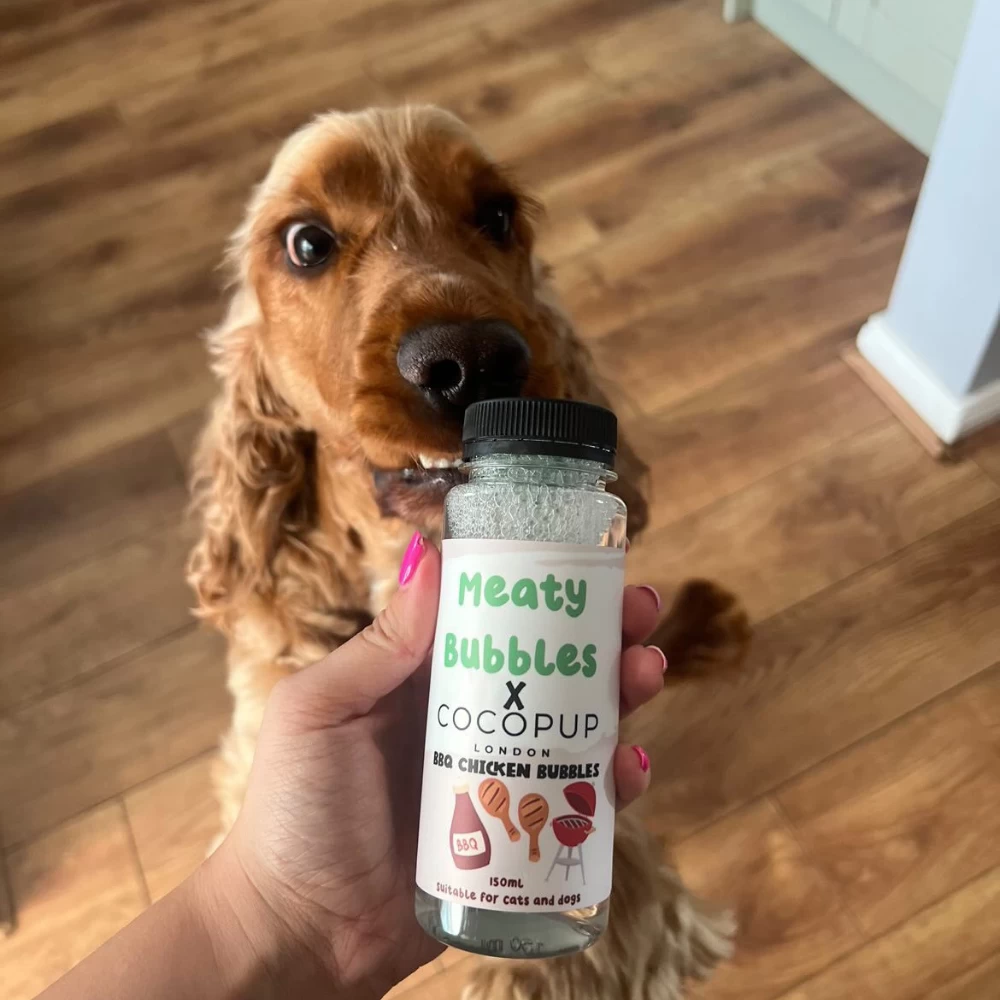 Meaty
Bubbles
X
COCOPUP
LONDON
BBQ CHICKEN BUBBLES
BBQ
150mL
Suitable for cats and dogs